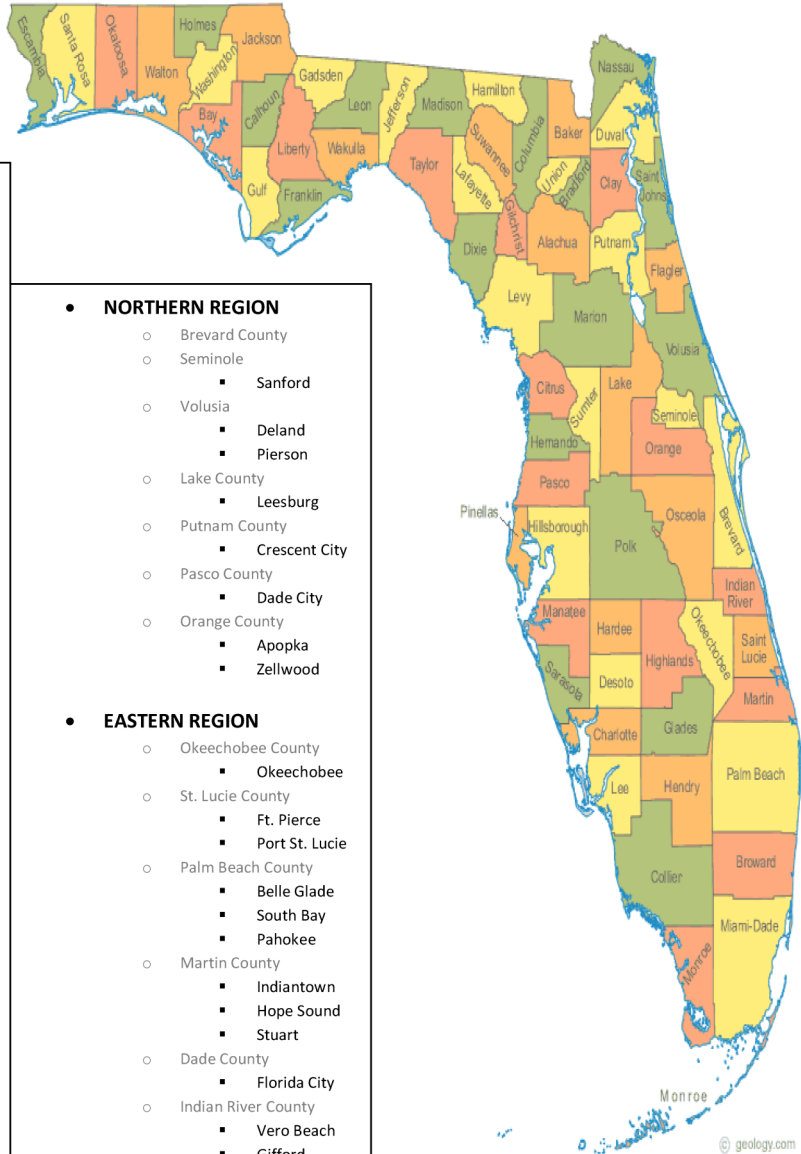 Escambia
Santa Rosa
Okaloosa
Walton
Holmes
Washington
Jackson
Bay
Calhoun
Gulf
Liberty
Gadsden
Franklin
Leon
Wakulla
Jefferson
Madison
Taylor
Hamilton
Suwannee
Lafayette
Dixie
Columbia
Gilchrist
Baker
Union
Bradford
Nassau
Duval
Clay
Saint
Johns
Alachua
Putnam
Flagler
Levy
Marion
Volusia
Citrus
Sumter
Lake
Seminole
Hernando
Orange
Pasco
Pinellas
Hillsborough
Polk
Osceola
Brevard
Indian
River
Manatee
Hardee
Highlands
Okeechobee
Saint
Lucie
Sarasota
Desoto
Martin
Charlotte
Glades
Lee
Hendry
Palm Beach
Collier
Broward
Miami-Dade
Monroe
Monroe
© geology.com
• NORTHERN REGION
○ Brevard County
○ Seminole
▪ Sanford
○ Volusia
▪ Deland
▪ Pierson
○ Lake County
▪ Leesburg
○ Putnam County
▪ Crescent City
○ Pasco County
▪ Dade City
○ Orange County
▪ Apopka
▪ Zellwood
• EASTERN REGION
○ Okeechobee County
▪ Okeechobee
○ St. Lucie County
▪ Ft. Pierce
▪ Port St. Lucie
○ Palm Beach County
▪ Belle Glade
▪ South Bay
▪ Pahokee
○ Martin County
▪ Indiantown
▪ Hope Sound
▪ Stuart
○ Dade County
▪ Florida City
○ Indian River County
▪ Vero Beach
▪ Gifford